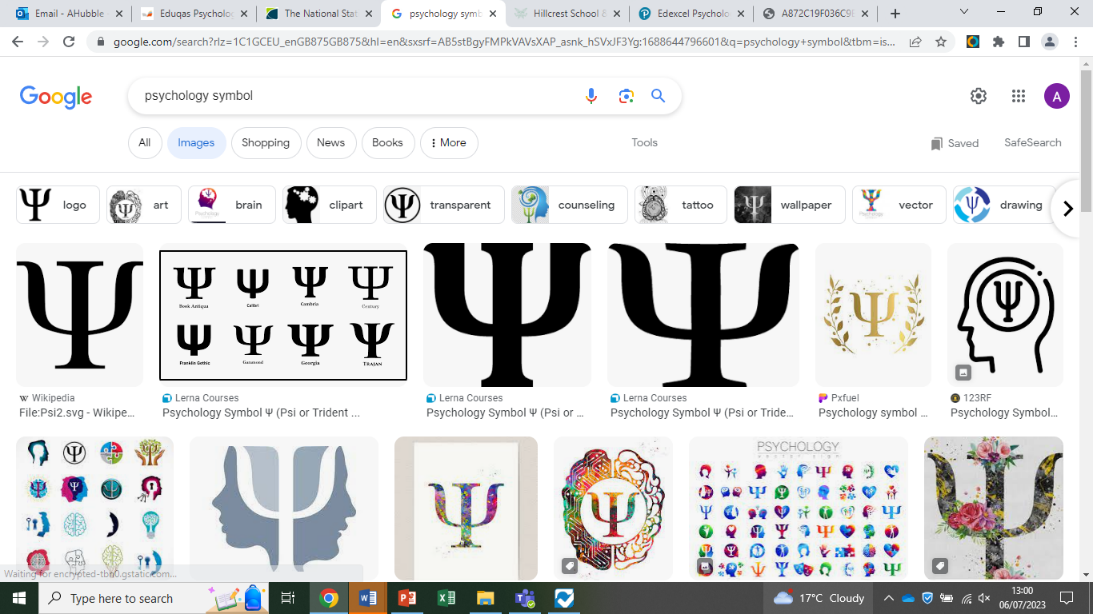 Email - AHubble
Eduqas Psycholog
The National Stat
psychology symb
Hillcrest School &
Edexcel Psycholo
A872C19F036C9
google.com/search?rlz=1C1GCEU_enGB875GB875&hl=en&sxsrf=AB5stBgyFMPkVAVsXAP_asnk_hSVxJF3Yg:1688644796601&q=psychology+symbol&tbm=is...
Google
psychology symbol
A
All
Images
Shopping
News
Books
More
Tools
Saved
SafeSearch
logo
art
brain
clipart
transparent
counseling
tattoo
wallpaper
vector
drawing
Ψ
Ψ Ψ Ψ Ψ
Book Antiqua
Calibri
Cambria
Century
Ψ Ψ Ψ Ψ
Franklin Gothic
Garamond
Georgia
TRAJAN
Ψ
Ψ
Ψ
Ψ
W Wikipedia
File:Psi2.svg - Wikipe...
Lerna Courses
Psychology Symbol Ψ (Psi or Trident ...
Lerna Courses
Psychology Symbol Ψ (Psi or ...
Lerna Courses
Psychology Symbol Ψ (Psi or Tride...
Pxfuel
Psychology symbol ...
123RF
Psychology Symbol...
Ψ
Ψ
Ψ
PSYCHOLOGY
Ψ
Waiting for encrypted-tbn0.gstatic.com...
Type here to search
17°C Cloudy
13:00
06/07/2023